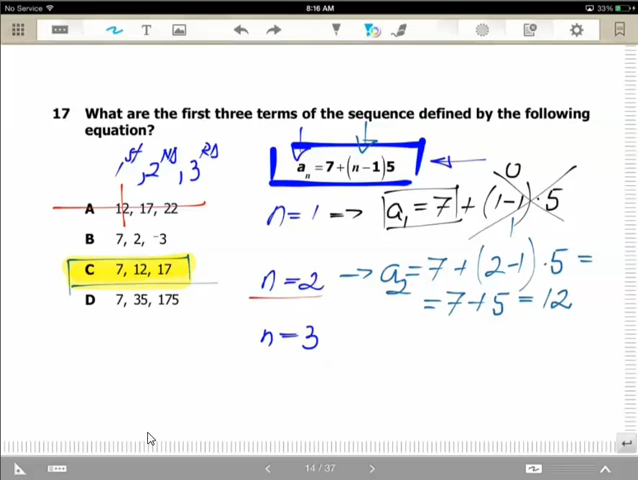 No Service
8:16 AM
33%
T
17 What are the first three terms of the sequence defined by the following
equation?
1ST, 2ND, 3RD
aₙ = 7 + (n − 1)5
A 12, 17, 22
B 7, 2, ⁻3
C 7, 12, 17
D 7, 35, 175
n = 1 => a₁ = 7 + (1 - 1) · 5
0
n = 2 → a₂ = 7 + (2 - 1) · 5 =
1
= 7 + 5 = 12
n = 3
14 / 37